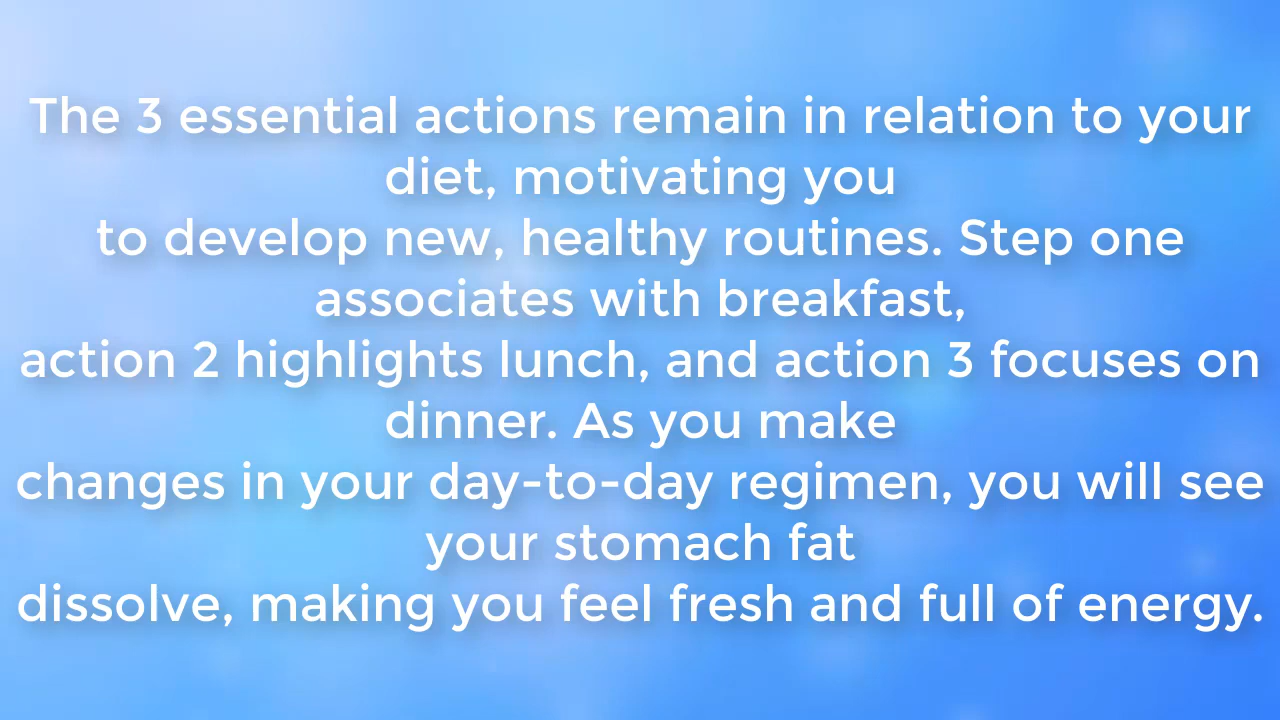 The 3 essential actions remain in relation to your
diet, motivating you
to develop new, healthy routines. Step one
associates with breakfast,
action 2 highlights lunch, and action 3 focuses on
dinner. As you make
changes in your day-to-day regimen, you will see
your stomach fat
dissolve, making you feel fresh and full of energy.